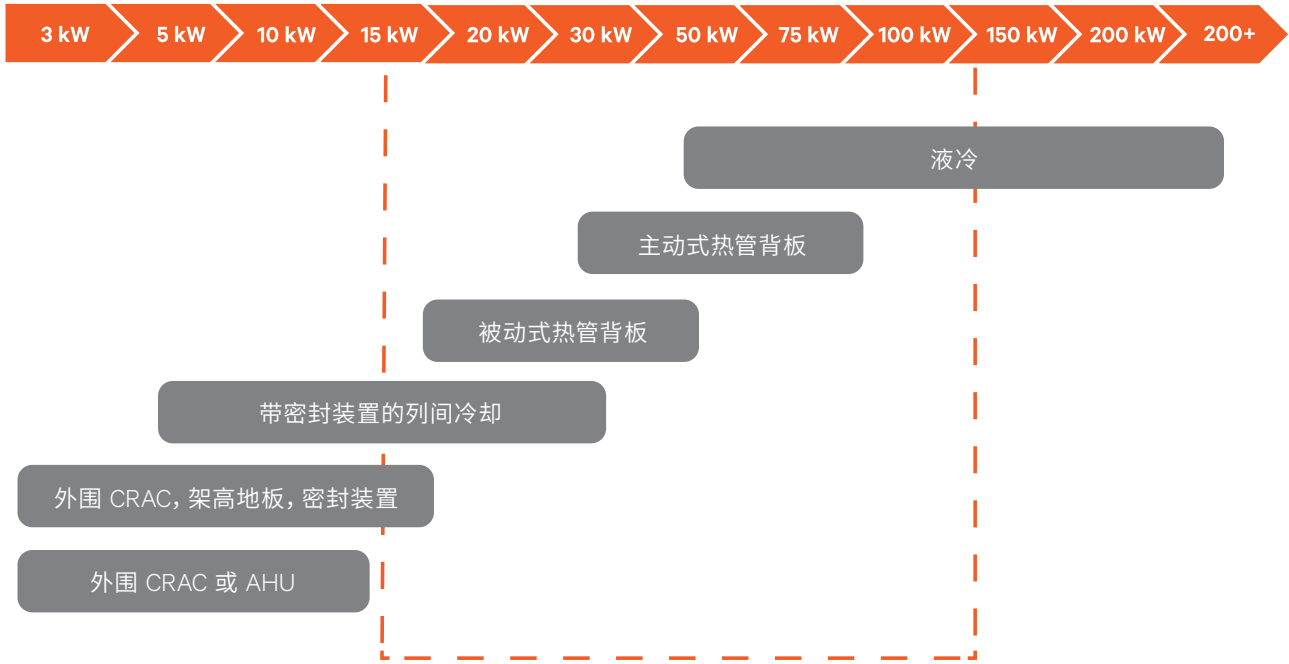 3 kW 5 kW 10 kW 15 kW 20 kW 30 kW 50 kW 75 kW 100 kW 150 kW 200 kW 200+
液冷
主动式热管背板
被动式热管背板
带密封装置的列间冷却
外围 CRAC，架高地板，密封装置
外围 CRAC 或 AHU